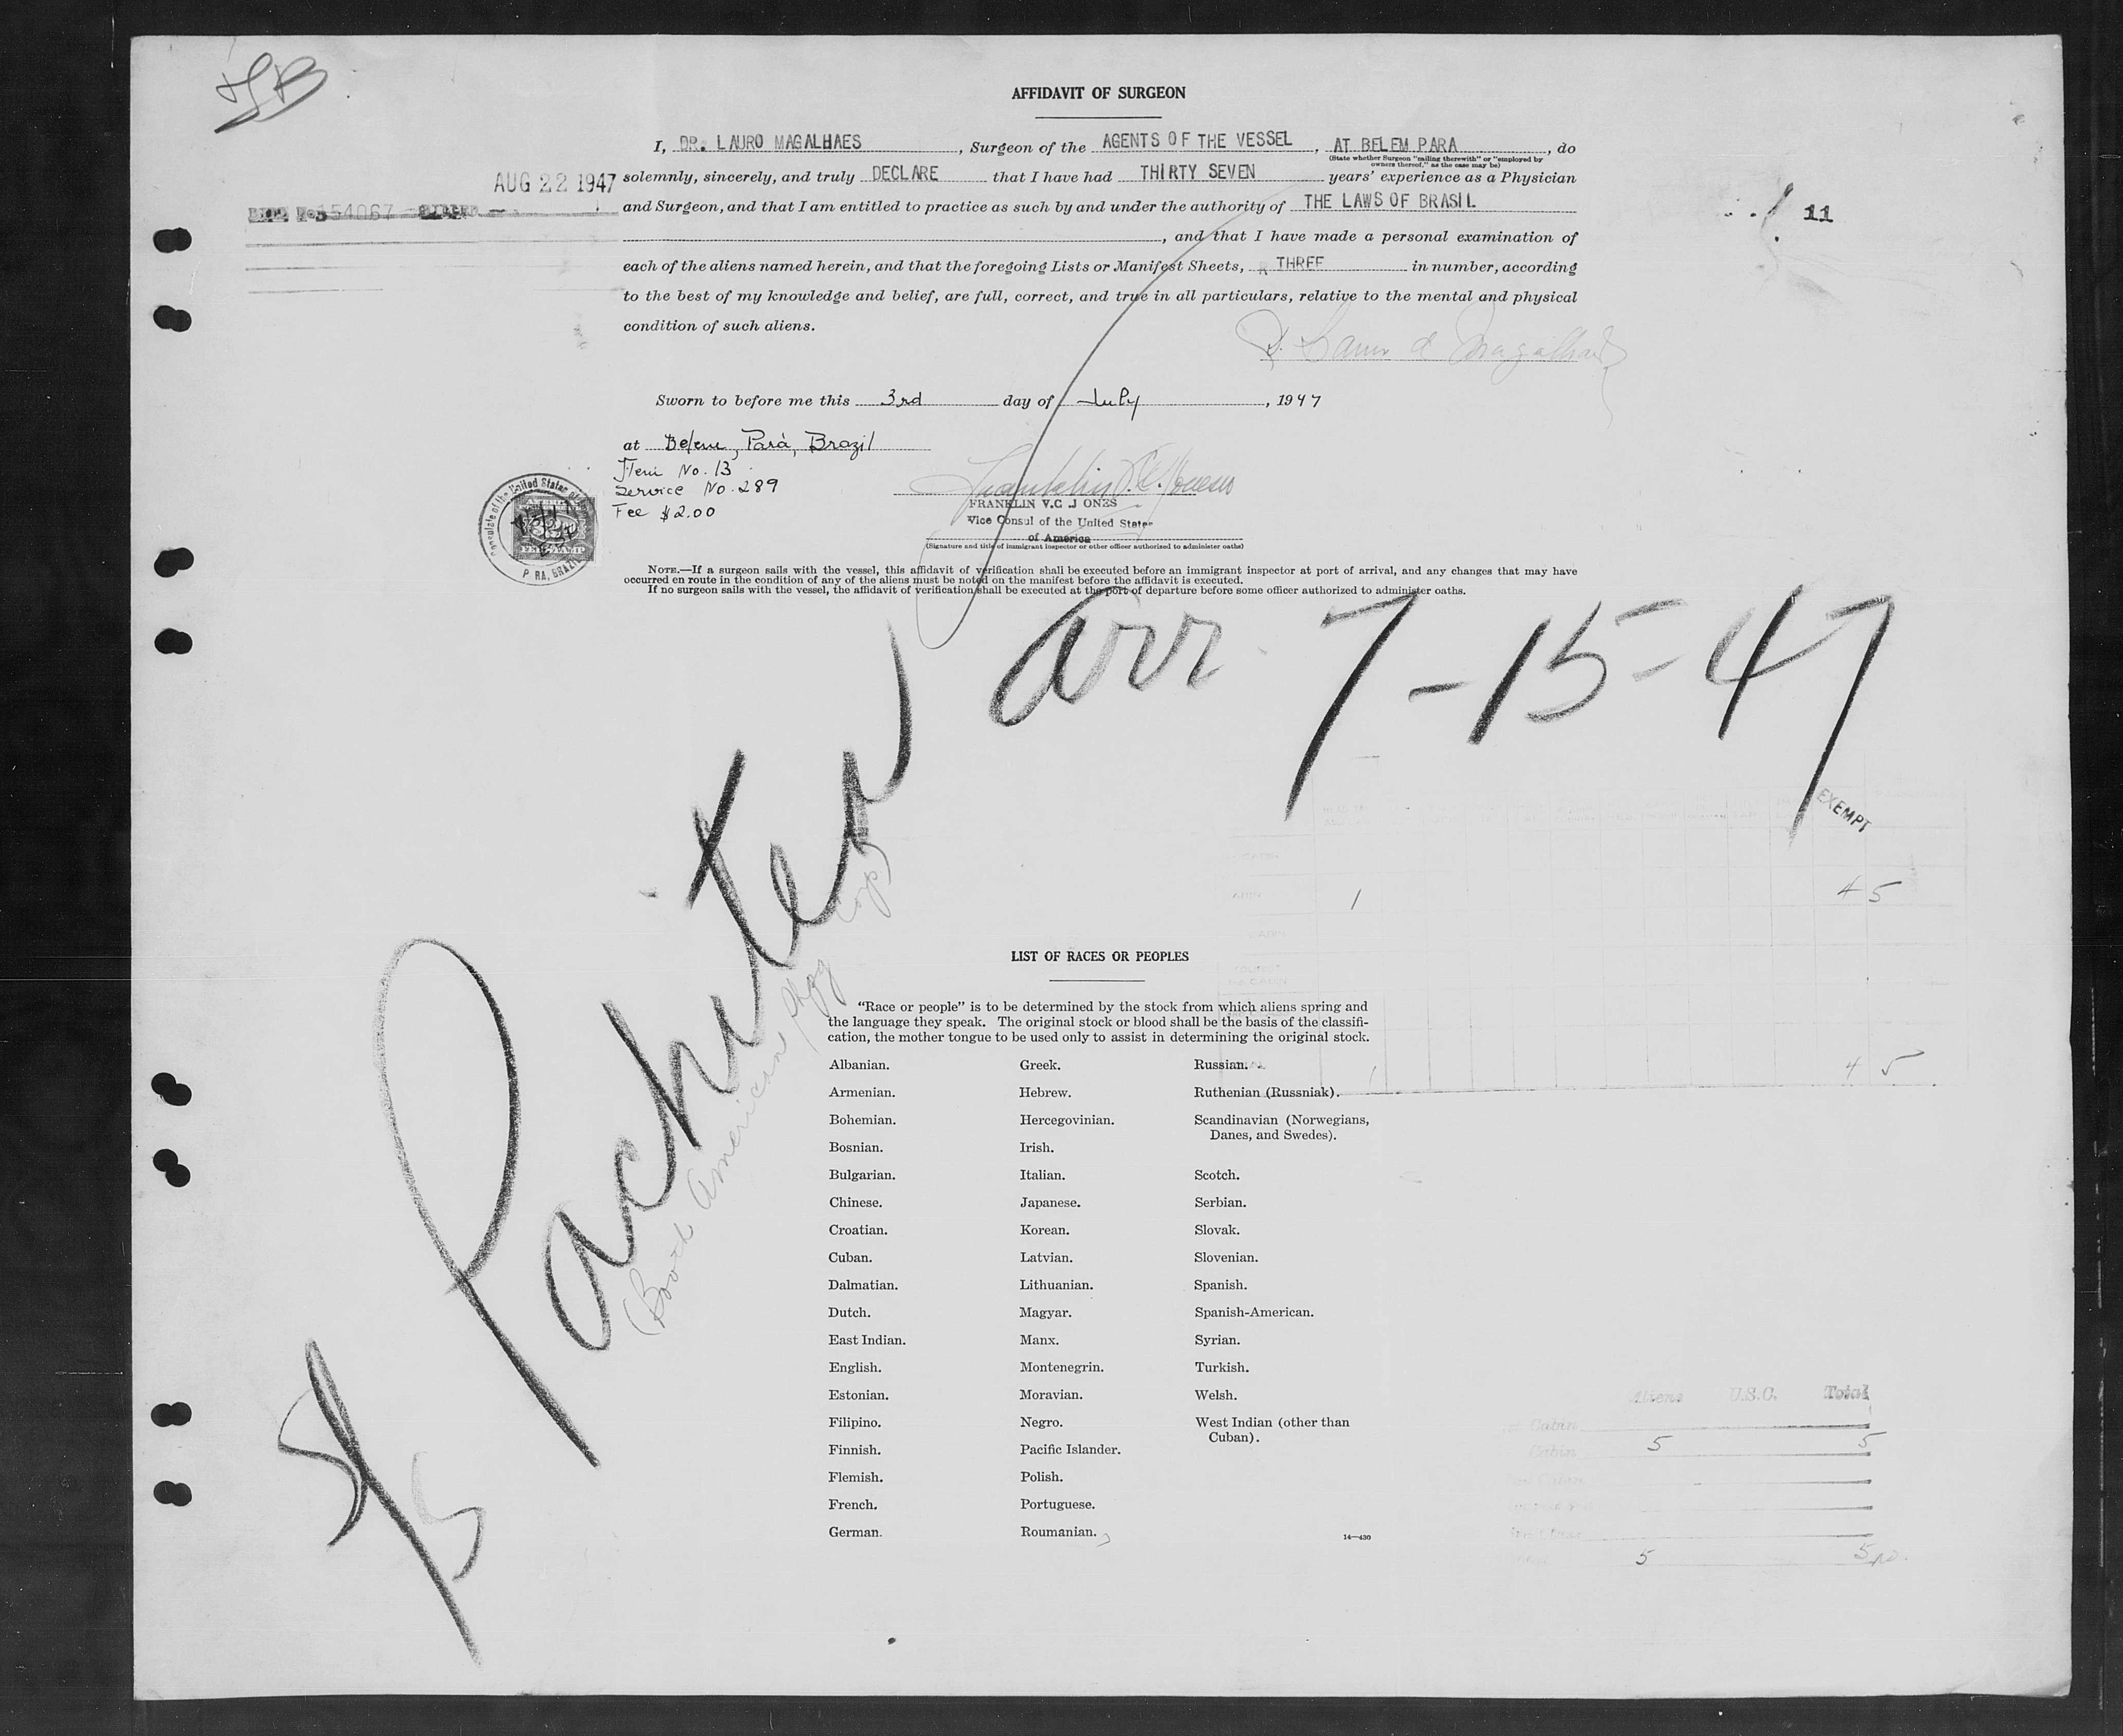 AFFIDAVIT OF SURGEON
I, DR. LAURO MAGALHAES, Surgeon of the AGENTS OF THE VESSEL, AT BELEM PARA, do
(State whether Surgeon "sailing therewith" or "employed by
owners thereof," as the case may be)
AUG 22 1947
solemnly, sincerely, and truly DECLARE that I have had THIRTY SEVEN years' experience as a Physician
154067
and Surgeon, and that I am entitled to practice as such by and under the authority of THE LAWS OF BRASIL
11
, and that I have made a personal examination of
each of the aliens named herein, and that the foregoing Lists or Manifest Sheets, THREE in number, according
to the best of my knowledge and belief, are full, correct, and true in all particulars, relative to the mental and physical
condition of such aliens.
Sworn to before me this 3rd day of July, 1947
at Belem, Pará, Brazil
Item No. 13
Service No. 289
Fee $2.00
FRANKLIN V.C JONES
Vice Consul of the United States
of America
(Signature and title of immigrant inspector or other officer authorized to administer oaths)
NOTE.—If a surgeon sails with the vessel, this affidavit of verification shall be executed before an immigrant inspector at port of arrival, and any changes that may have
occurred en route in the condition of any of the aliens must be noted on the manifest before the affidavit is executed.
If no surgeon sails with the vessel, the affidavit of verification shall be executed at the port of departure before some officer authorized to administer oaths.
arr 7-15-47
EXEMPT
1 4 5
1 4 5
LIST OF RACES OR PEOPLES
"Race or people" is to be determined by the stock from which aliens spring and
the language they speak. The original stock or blood shall be the basis of the classifi-
cation, the mother tongue to be used only to assist in determining the original stock.
Albanian.
Armenian.
Bohemian.
Bosnian.
Bulgarian.
Chinese.
Croatian.
Cuban.
Dalmatian.
Dutch.
East Indian.
English.
Estonian.
Filipino.
Finnish.
Flemish.
French.
German.
Greek.
Hebrew.
Hercegovinian.
Irish.
Italian.
Japanese.
Korean.
Latvian.
Lithuanian.
Magyar.
Manx.
Montenegrin.
Moravian.
Negro.
Pacific Islander.
Polish.
Portuguese.
Roumanian.
Russian.
Ruthenian (Russniak).
Scandinavian (Norwegians,
Danes, and Swedes).
Scotch.
Serbian.
Slovak.
Slovenian.
Spanish.
Spanish-American.
Syrian.
Turkish.
Welsh.
West Indian (other than
Cuban).
14—430
Aliens U.S.C. Total
Cabin
Cabin 5 5
5 5